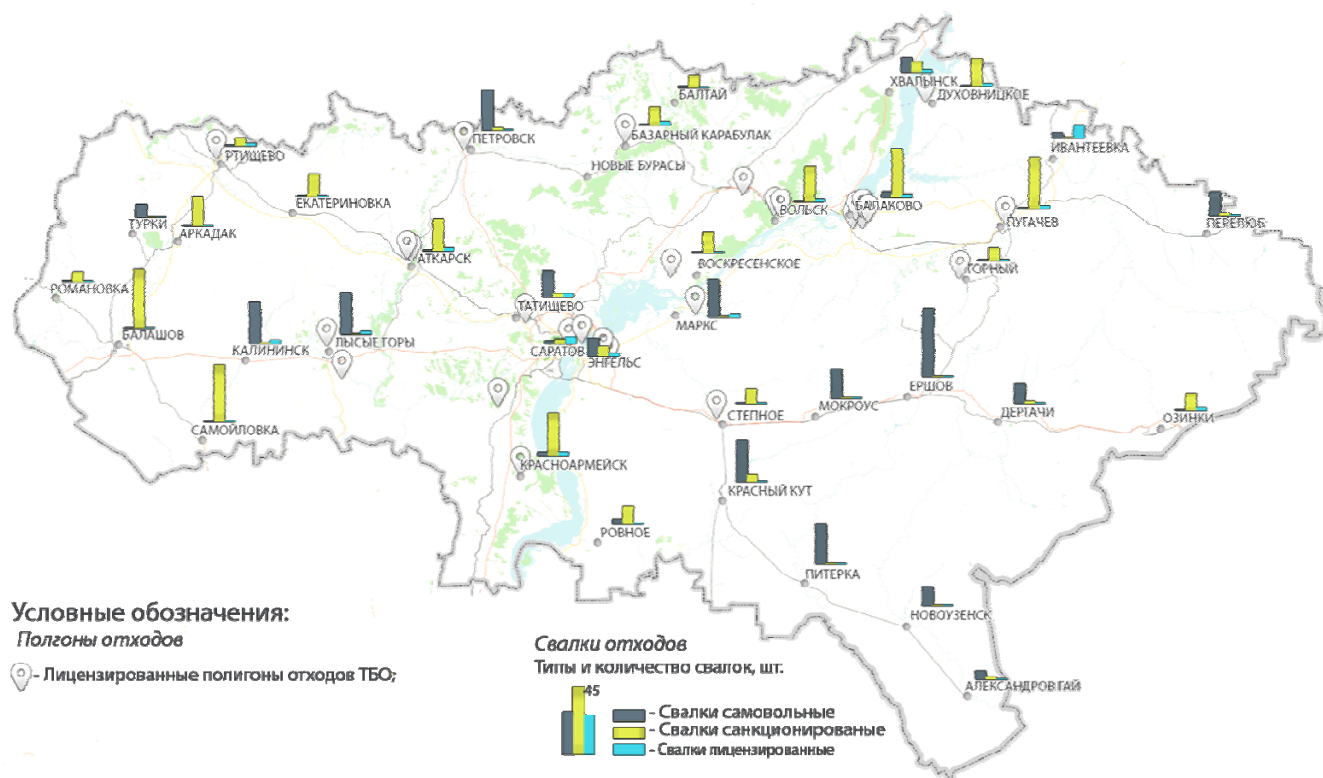 ХВАЛЫНСК
ДУХОВНИЦКОЕ
БАЛТАЙ
БАЗАРНЫЙ КАРАБУЛАК
ПЕТРОВСК
ИВАНТЕЕВКА
РТИЩЕВО
НОВЫЕ БУРАСЫ
ЕКАТЕРИНОВКА
ВОЛЬСК
БАЛАКОВО
ПУГАЧЕВ
ПЕРЕЛЮБ
ТУРКИ
АРКАДАК
АТКАРСК
ВОСКРЕСЕНСКОЕ
ГОРНЫЙ
РОМАНОВКА
ТАТИЩЕВО
МАРКС
БАЛАШОВ
КАЛИНИНСК
ЛЫСЫЕ ГОРЫ
САРАТОВ
ЭНГЕЛЬС
ЕРШОВ
МОКРОУС
СТЕПНОЕ
ДЕРГАЧИ
ОЗИНКИ
САМОЙЛОВКА
КРАСНОАРМЕЙСК
КРАСНЫЙ КУТ
РОВНОЕ
ПИТЕРКА
НОВОУЗЕНСК
АЛЕКСАНДРОВ ГАЙ
Условные обозначения:
Полгоны отходов
- Лицензированные полигоны отходов ТБО;
Свалки отходов
Типы и количество свалок, шт.
45
- Свалки самовольные
- Свалки санкционированые
- Свалки лицензированные